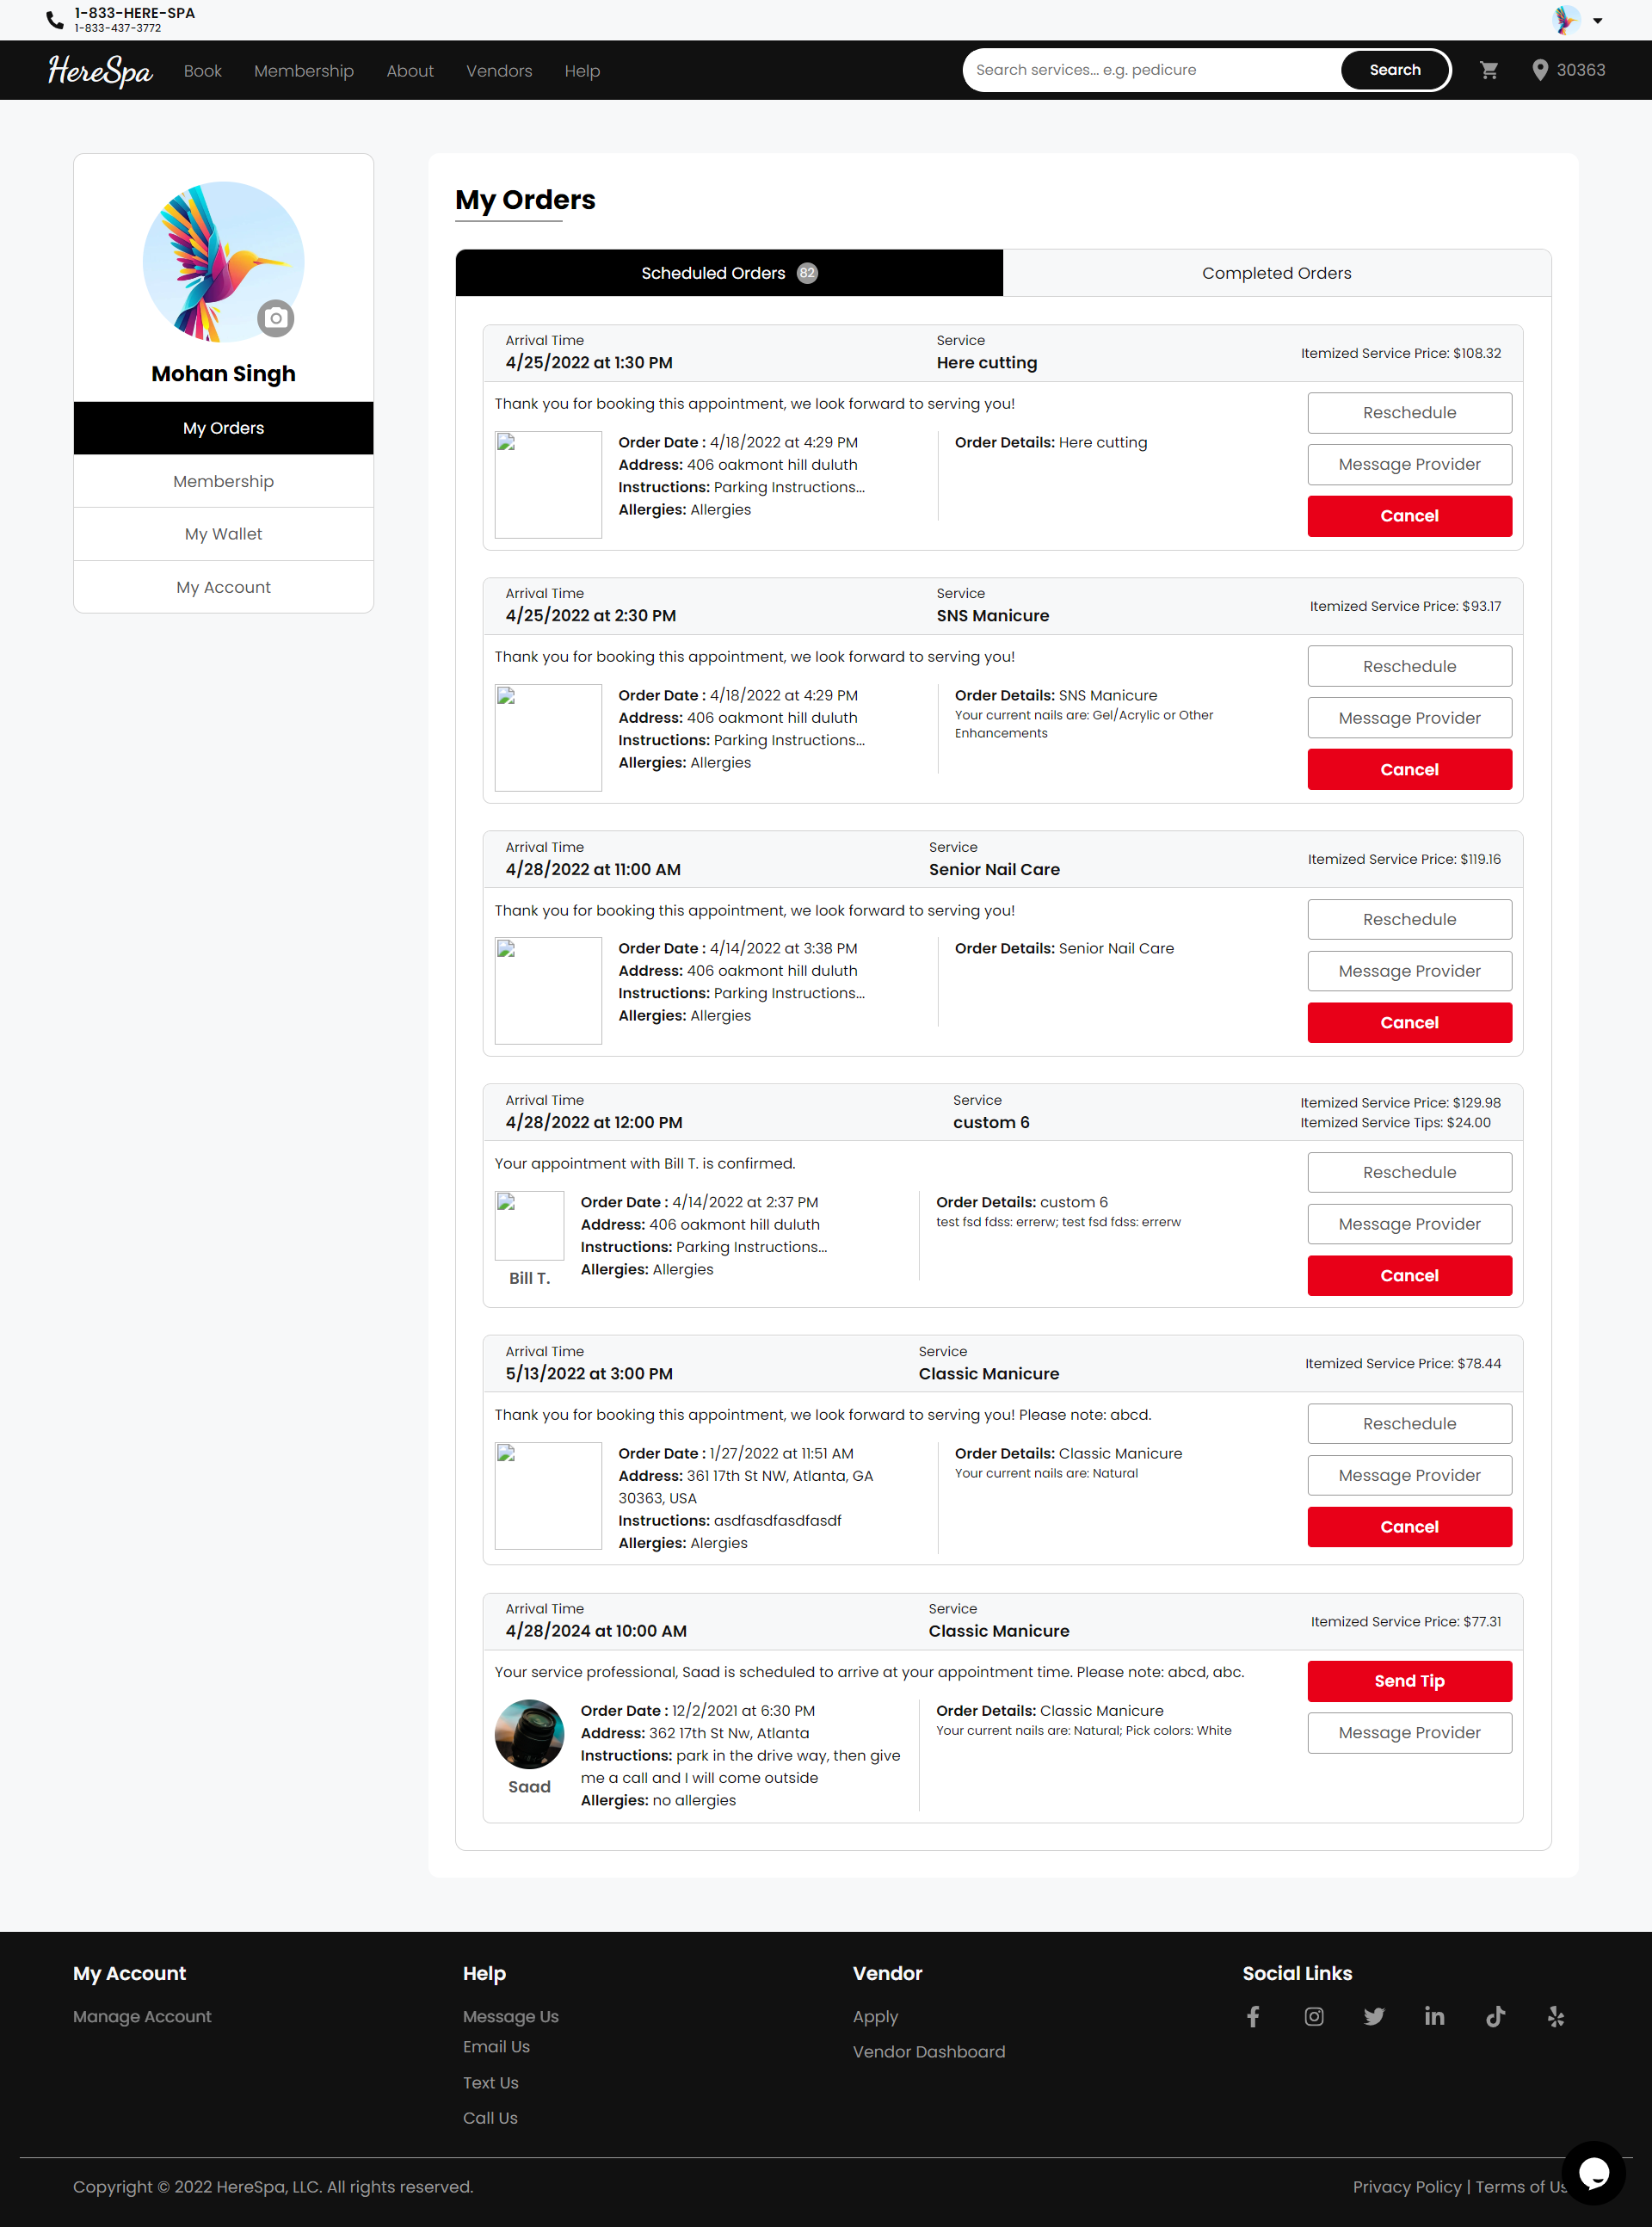 1-833-HERE-SPA
1-833-437-3772
HereSpa
Book
Membership
About
Vendors
Help
Search services... e.g. pedicure
Search
30363
Mohan Singh
My Orders
Membership
My Wallet
My Account
My Orders
Scheduled Orders 82
Completed Orders
Arrival Time
4/25/2022 at 1:30 PM
Service
Here cutting
Itemized Service Price: $108.32
Thank you for booking this appointment, we look forward to serving you!
Order Date : 4/18/2022 at 4:29 PM
Address: 406 oakmont hill duluth
Instructions: Parking Instructions...
Allergies: Allergies
Order Details: Here cutting
Reschedule
Message Provider
Cancel
Arrival Time
4/25/2022 at 2:30 PM
Service
SNS Manicure
Itemized Service Price: $93.17
Thank you for booking this appointment, we look forward to serving you!
Order Date : 4/18/2022 at 4:29 PM
Address: 406 oakmont hill duluth
Instructions: Parking Instructions...
Allergies: Allergies
Order Details: SNS Manicure
Your current nails are: Gel/Acrylic or Other
Enhancements
Reschedule
Message Provider
Cancel
Arrival Time
4/28/2022 at 11:00 AM
Service
Senior Nail Care
Itemized Service Price: $119.16
Thank you for booking this appointment, we look forward to serving you!
Order Date : 4/14/2022 at 3:38 PM
Address: 406 oakmont hill duluth
Instructions: Parking Instructions...
Allergies: Allergies
Order Details: Senior Nail Care
Reschedule
Message Provider
Cancel
Arrival Time
4/28/2022 at 12:00 PM
Service
custom 6
Itemized Service Price: $129.98
Itemized Service Tips: $24.00
Your appointment with Bill T. is confirmed.
Bill T.
Order Date : 4/14/2022 at 2:37 PM
Address: 406 oakmont hill duluth
Instructions: Parking Instructions...
Allergies: Allergies
Order Details: custom 6
test fsd fdss: errerw; test fsd fdss: errerw
Reschedule
Message Provider
Cancel
Arrival Time
5/13/2022 at 3:00 PM
Service
Classic Manicure
Itemized Service Price: $78.44
Thank you for booking this appointment, we look forward to serving you! Please note: abcd.
Order Date : 1/27/2022 at 11:51 AM
Address: 361 17th St NW, Atlanta, GA
30363, USA
Instructions: asdfasdfasdfasdf
Allergies: Alergies
Order Details: Classic Manicure
Your current nails are: Natural
Reschedule
Message Provider
Cancel
Arrival Time
4/28/2024 at 10:00 AM
Service
Classic Manicure
Itemized Service Price: $77.31
Your service professional, Saad is scheduled to arrive at your appointment time. Please note: abcd, abc.
Saad
Order Date : 12/2/2021 at 6:30 PM
Address: 362 17th St Nw, Atlanta
Instructions: park in the drive way, then give
me a call and I will come outside
Allergies: no allergies
Order Details: Classic Manicure
Your current nails are: Natural; Pick colors: White
Send Tip
Message Provider
My Account
Manage Account
Help
Message Us
Email Us
Text Us
Call Us
Vendor
Apply
Vendor Dashboard
Social Links
Copyright © 2022 HereSpa, LLC. All rights reserved.
Privacy Policy | Terms of Us